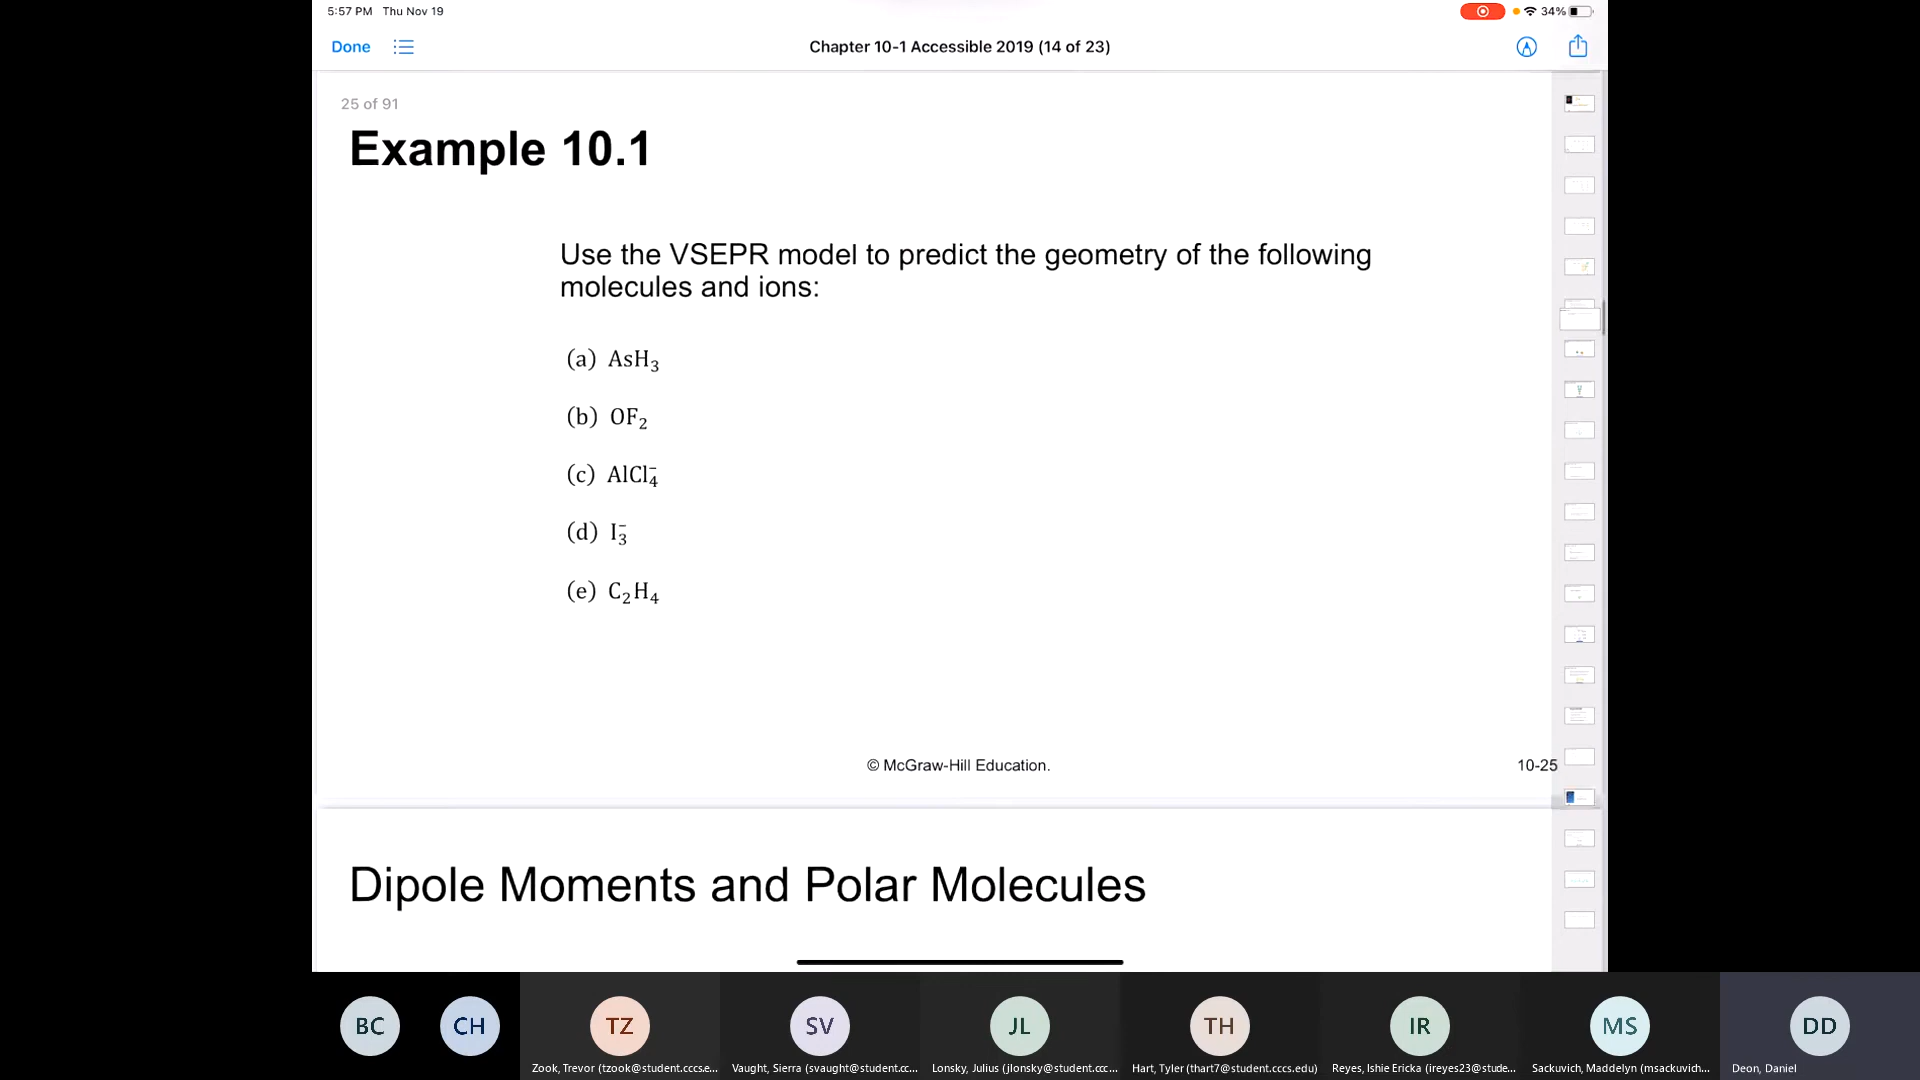 5:57 PM Thu Nov 19
34%
Done
Chapter 10-1 Accessible 2019 (14 of 23)
25 of 91
Example 10.1
Use the VSEPR model to predict the geometry of the following
molecules and ions:
(a) AsH₃
(b) OF₂
(c) AlCl₄⁻
(d) I₃⁻
(e) C₂H₄
© McGraw-Hill Education.
10-25
Dipole Moments and Polar Molecules
BC
CH
TZ
SV
JL
TH
IR
MS
DD
Zook, Trevor (tzook@student.cccs.e...
Vaught, Sierra (svaught@student.cc...
Lonsky, Julius (jlonsky@student.ccc...
Hart, Tyler (thart7@student.cccs.edu)
Reyes, Ishie Ericka (ireyes23@stude...
Sackuvich, Maddelyn (msackuvich...
Deon, Daniel